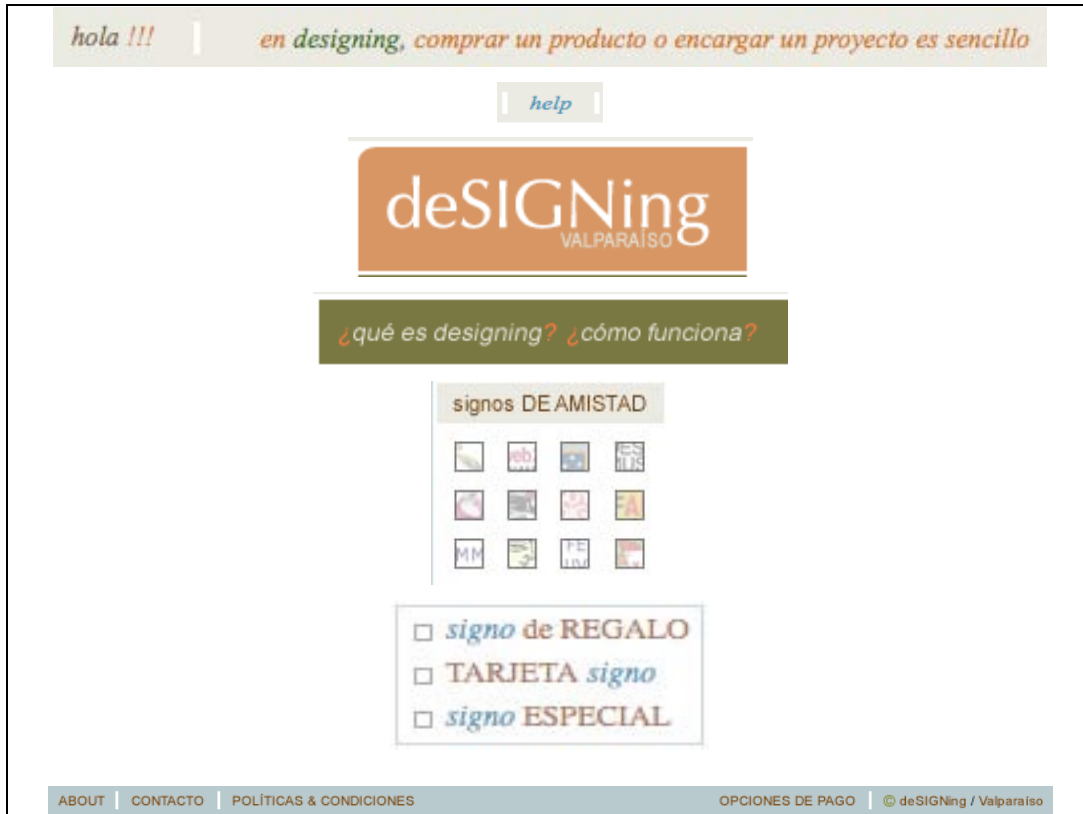 hola !!! en designing, comprar un producto o encargar un proyecto es sencillo
help
deSIGNing
VALPARAÍSO
¿qué es designing? ¿cómo funciona?
signos DE AMISTAD
MM
signo de REGALO
TARJETA signo
signo ESPECIAL
ABOUT CONTACTO POLÍTICAS & CONDICIONES OPCIONES DE PAGO © deSIGNing / Valparaíso